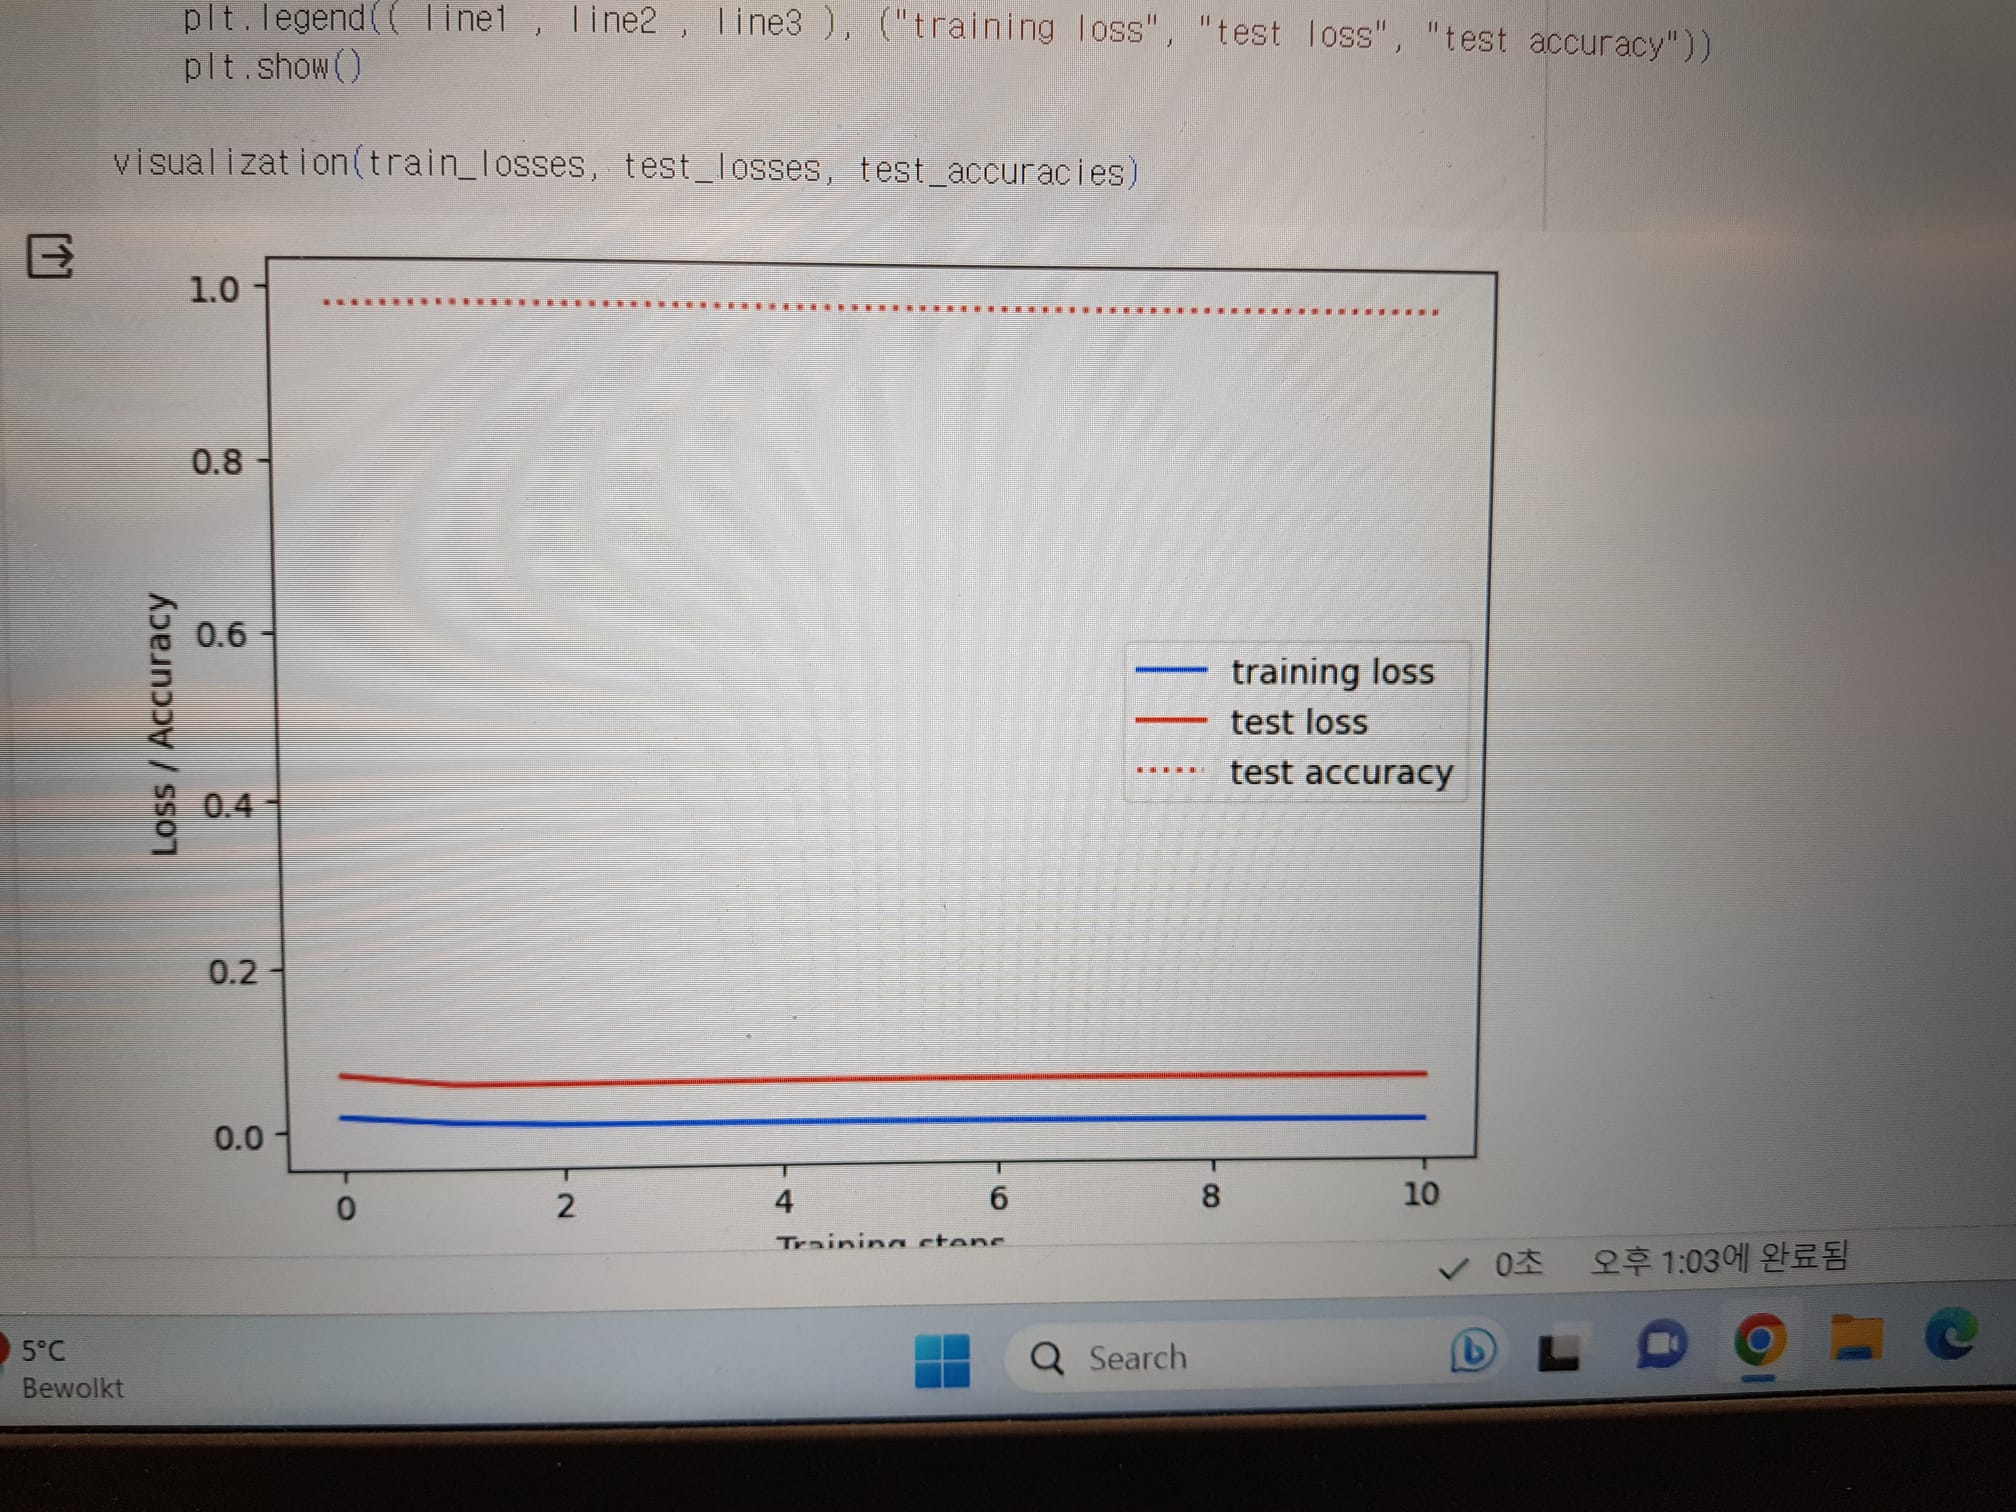 plt.legend(( line1 , line2 , line3 ), ("training loss", "test loss", "test accuracy"))
plt.show()
visualization(train_losses, test_losses, test_accuracies)
1.0
0.8
0.6
0.4
0.2
0.0
Loss / Accuracy
training loss
test loss
test accuracy
0 2 4 6 8 10
Training steps
0초 오후 1:03에 완료됨
5°C
Bewolkt
Search